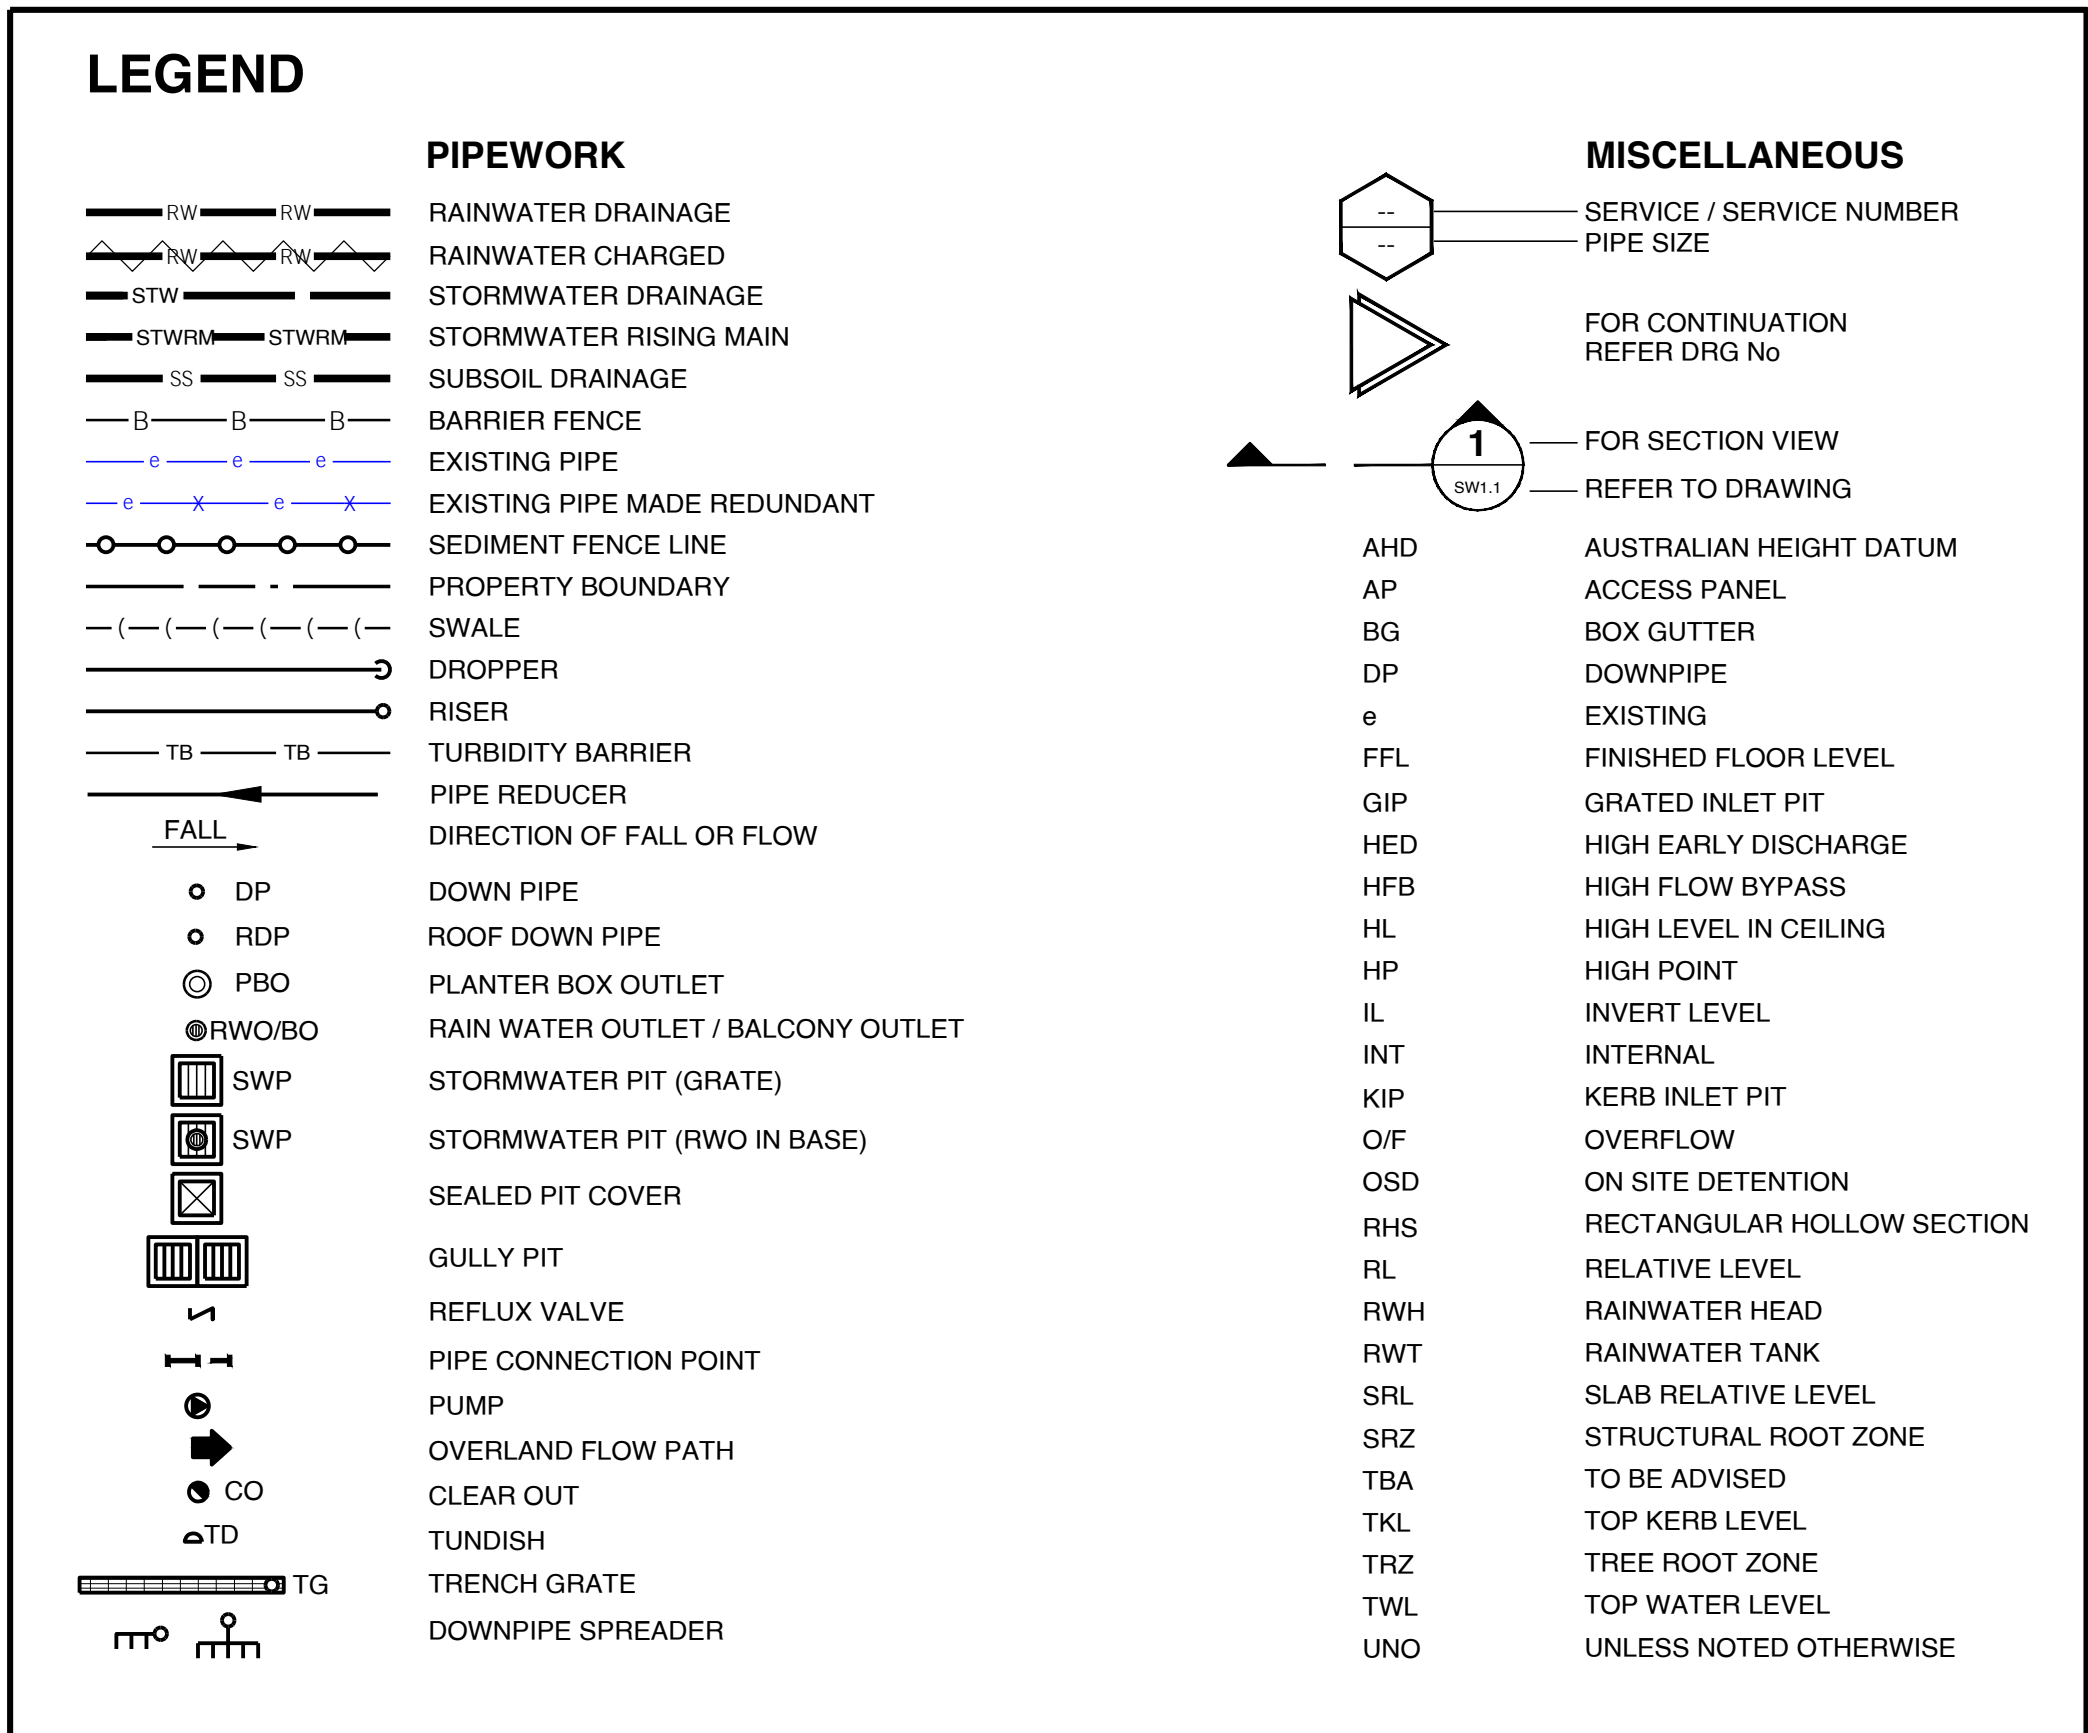 LEGEND
PIPEWORK
RW RW RAINWATER DRAINAGE
RW RW RAINWATER CHARGED
STW STORMWATER DRAINAGE
STWRM STWRM STORMWATER RISING MAIN
SS SS SUBSOIL DRAINAGE
B B B BARRIER FENCE
e e e EXISTING PIPE
e X e X EXISTING PIPE MADE REDUNDANT
SEDIMENT FENCE LINE
PROPERTY BOUNDARY
SWALE
DROPPER
RISER
TB TB TURBIDITY BARRIER
PIPE REDUCER
FALL DIRECTION OF FALL OR FLOW
DP DOWN PIPE
RDP ROOF DOWN PIPE
PBO PLANTER BOX OUTLET
RWO/BO RAIN WATER OUTLET / BALCONY OUTLET
SWP STORMWATER PIT (GRATE)
SWP STORMWATER PIT (RWO IN BASE)
SEALED PIT COVER
GULLY PIT
REFLUX VALVE
PIPE CONNECTION POINT
PUMP
OVERLAND FLOW PATH
CO CLEAR OUT
TD TUNDISH
TG TRENCH GRATE
DOWNPIPE SPREADER
MISCELLANEOUS
-- SERVICE / SERVICE NUMBER
-- PIPE SIZE
FOR CONTINUATION
REFER DRG No
1 FOR SECTION VIEW
SW1.1 REFER TO DRAWING
AHD AUSTRALIAN HEIGHT DATUM
AP ACCESS PANEL
BG BOX GUTTER
DP DOWNPIPE
e EXISTING
FFL FINISHED FLOOR LEVEL
GIP GRATED INLET PIT
HED HIGH EARLY DISCHARGE
HFB HIGH FLOW BYPASS
HL HIGH LEVEL IN CEILING
HP HIGH POINT
IL INVERT LEVEL
INT INTERNAL
KIP KERB INLET PIT
O/F OVERFLOW
OSD ON SITE DETENTION
RHS RECTANGULAR HOLLOW SECTION
RL RELATIVE LEVEL
RWH RAINWATER HEAD
RWT RAINWATER TANK
SRL SLAB RELATIVE LEVEL
SRZ STRUCTURAL ROOT ZONE
TBA TO BE ADVISED
TKL TOP KERB LEVEL
TRZ TREE ROOT ZONE
TWL TOP WATER LEVEL
UNO UNLESS NOTED OTHERWISE